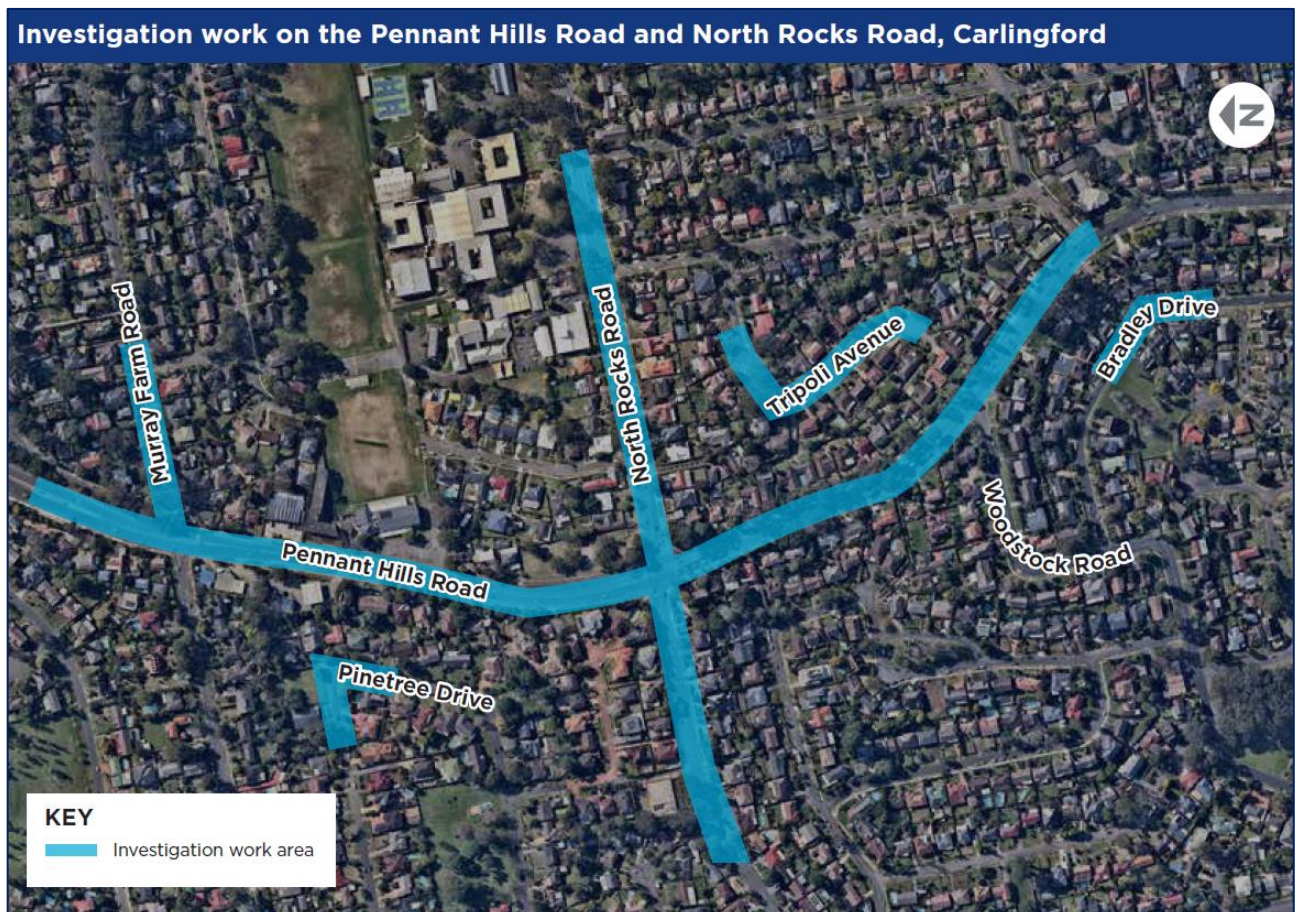 Investigation work on the Pennant Hills Road and North Rocks Road, Carlingford
N
Murray Farm Road
North Rocks Road
Tripoli Avenue
Bradley Drive
Pennant Hills Road
Woodstock Road
Pinetree Drive
KEY
Investigation work area